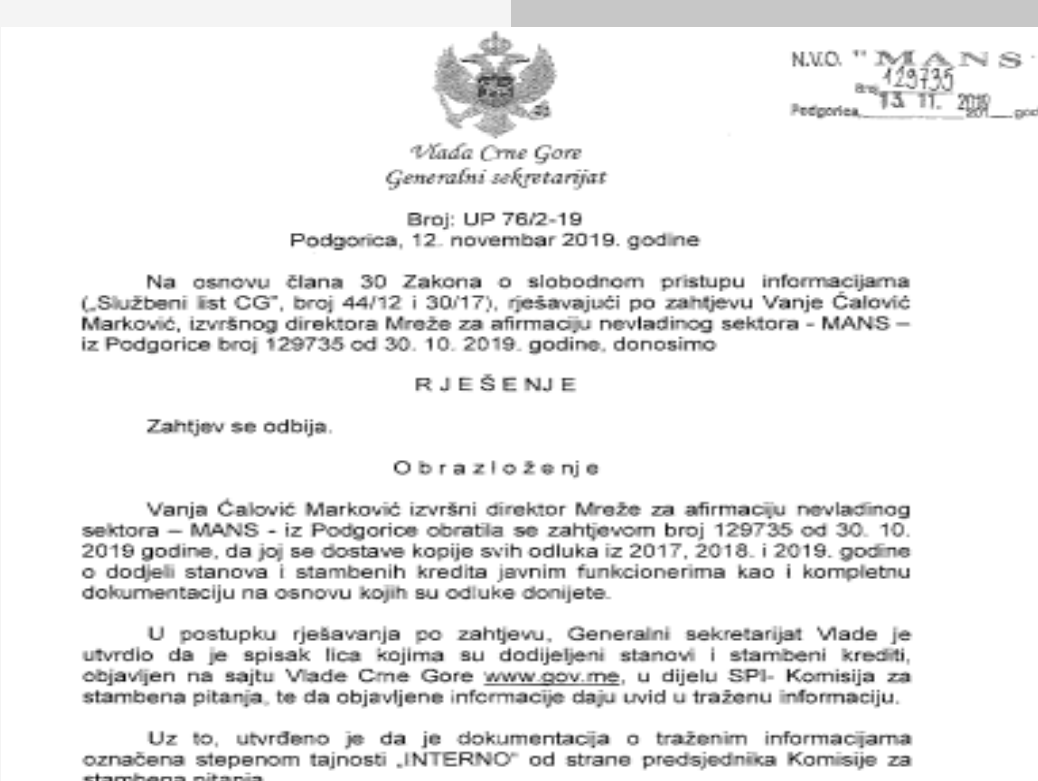 N.V.O. "MANS"
Broj 129735
Podgorica, 13. 11. 2019 god
Vlada Crne Gore
Generalni sekretarijat
Broj: UP 76/2-19
Podgorica, 12. novembar 2019. godine
Na osnovu člana 30 Zakona o slobodnom pristupu informacijama
(„Službeni list CG", broj 44/12 i 30/17), rješavajući po zahtjevu Vanje Ćalović
Marković, izvršnog direktora Mreže za afirmaciju nevladinog sektora - MANS –
iz Podgorice broj 129735 od 30. 10. 2019. godine, donosimo
R J E Š E NJ E
Zahtjev se odbija.
O b r a z l o ž e nj e
Vanja Ćalović Marković izvršni direktor Mreže za afirmaciju nevladinog
sektora – MANS - iz Podgorice obratila se zahtjevom broj 129735 od 30. 10.
2019 godine, da joj se dostave kopije svih odluka iz 2017, 2018. i 2019. godine
o dodjeli stanova i stambenih kredita javnim funkcionerima kao i kompletnu
dokumentaciju na osnovu kojih su odluke donijete.
U postupku rješavanja po zahtjevu, Generalni sekretarijat Vlade je
utvrdio da je spisak lica kojima su dodijeljeni stanovi i stambeni krediti,
objavljen na sajtu Vlade Crne Gore www.gov.me, u dijelu SPI- Komisija za
stambena pitanja, te da objavljene informacije daju uvid u traženu informaciju.
Uz to, utvrđeno je da je dokumentacija o traženim informacijama
označena stepenom tajnosti „INTERNO" od strane predsjednika Komisije za
stambena pitanja